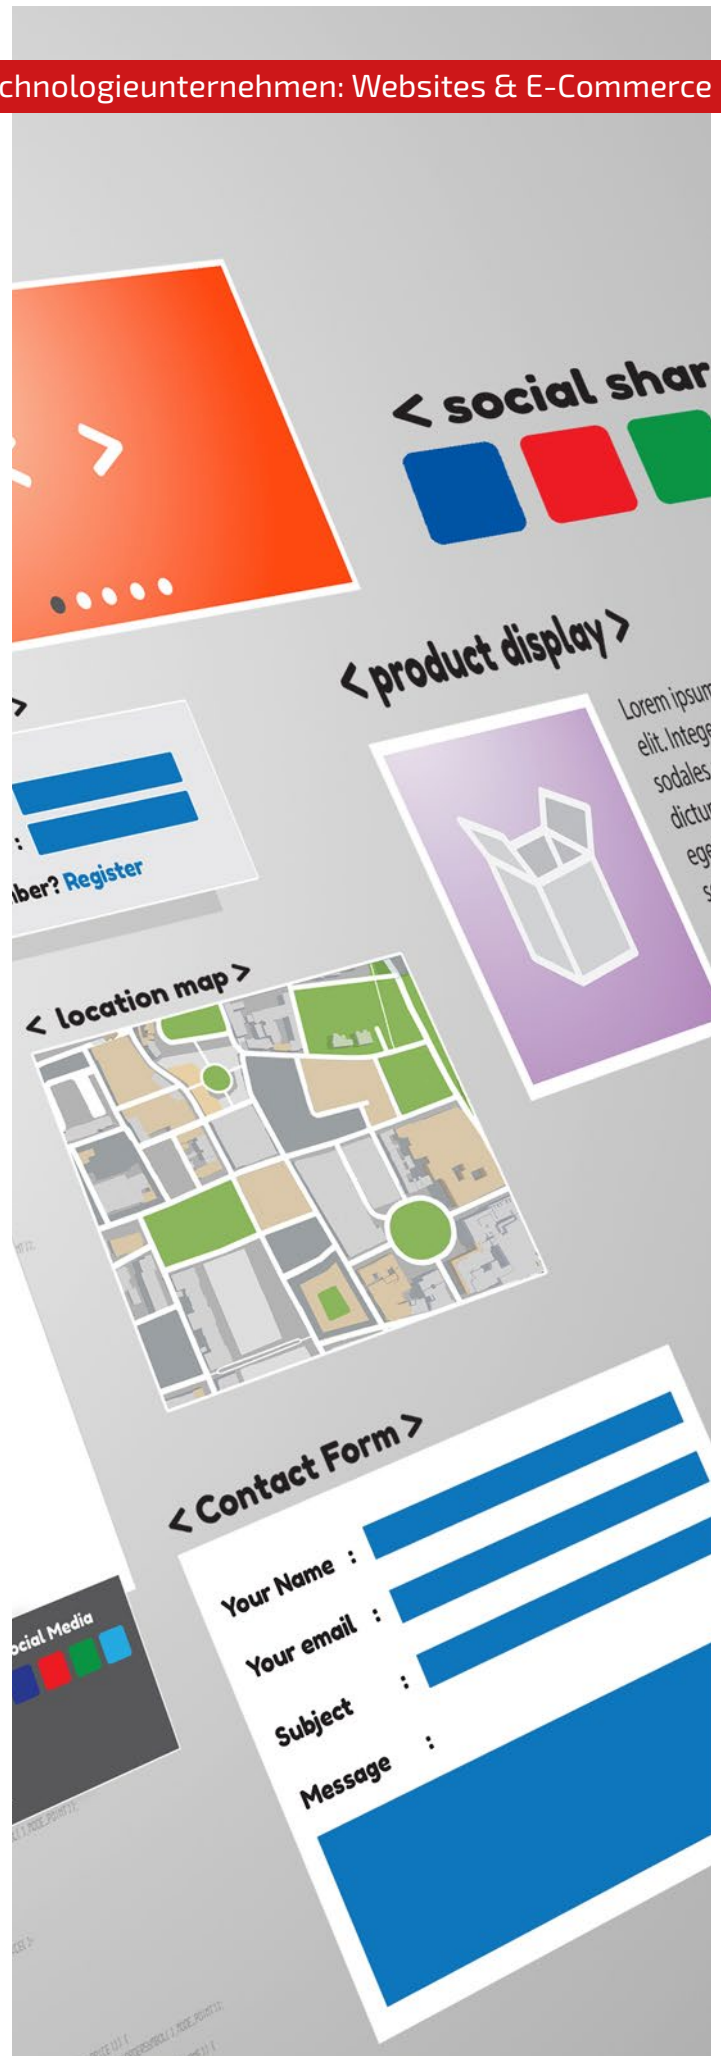 chnologieunternehmen: Websites & E-Commerce
< social shar
< product display >
Lorem ipsum
elit. Intege
sodales
dictur
ege
>
:
ber? Register
< location map >
< Contact Form >
Your Name :
Your email :
Subject :
Message :
ocial Media